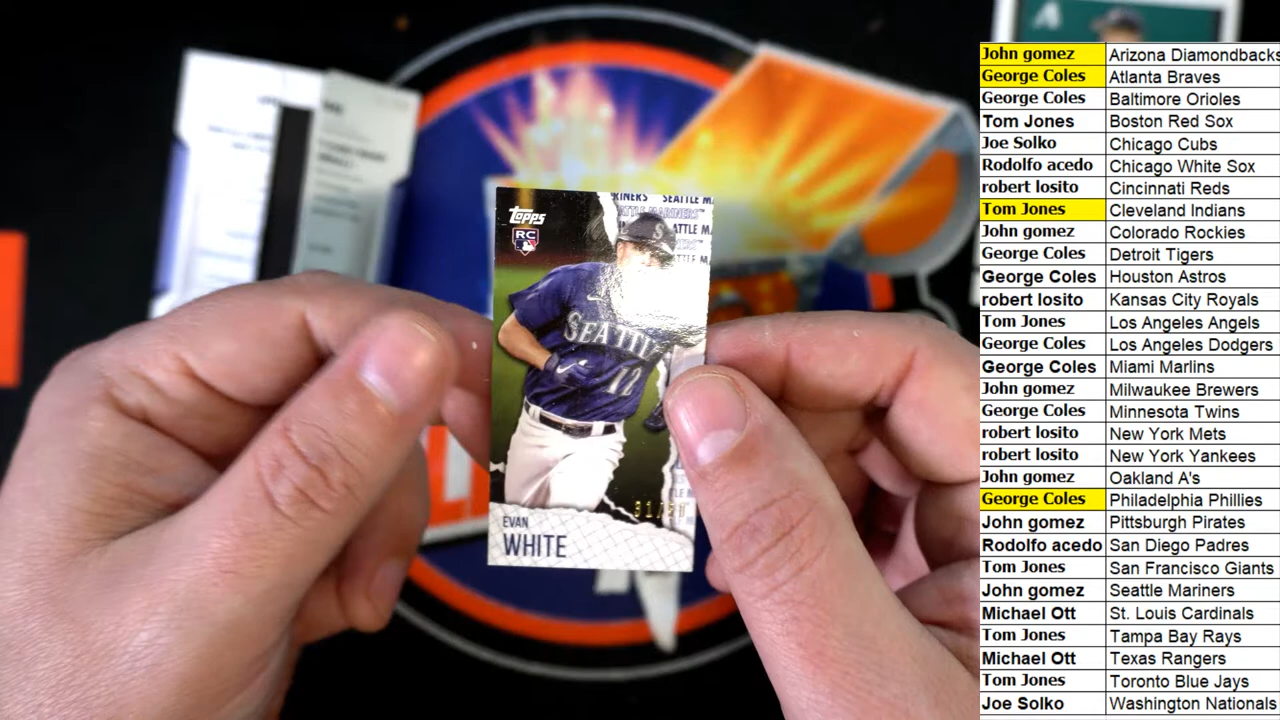 Topps
RC
SEATTLE MA
SEATTLE
12
EVAN
WHITE
John gomez Arizona Diamondbacks
George Coles Atlanta Braves
George Coles Baltimore Orioles
Tom Jones Boston Red Sox
Joe Solko Chicago Cubs
Rodolfo acedo Chicago White Sox
robert losito Cincinnati Reds
Tom Jones Cleveland Indians
John gomez Colorado Rockies
George Coles Detroit Tigers
George Coles Houston Astros
robert losito Kansas City Royals
Tom Jones Los Angeles Angels
George Coles Los Angeles Dodgers
George Coles Miami Marlins
John gomez Milwaukee Brewers
George Coles Minnesota Twins
robert losito New York Mets
robert losito New York Yankees
John gomez Oakland A's
George Coles Philadelphia Phillies
John gomez Pittsburgh Pirates
Rodolfo acedo San Diego Padres
Tom Jones San Francisco Giants
John gomez Seattle Mariners
Michael Ott St. Louis Cardinals
Tom Jones Tampa Bay Rays
Michael Ott Texas Rangers
Tom Jones Toronto Blue Jays
Joe Solko Washington Nationals